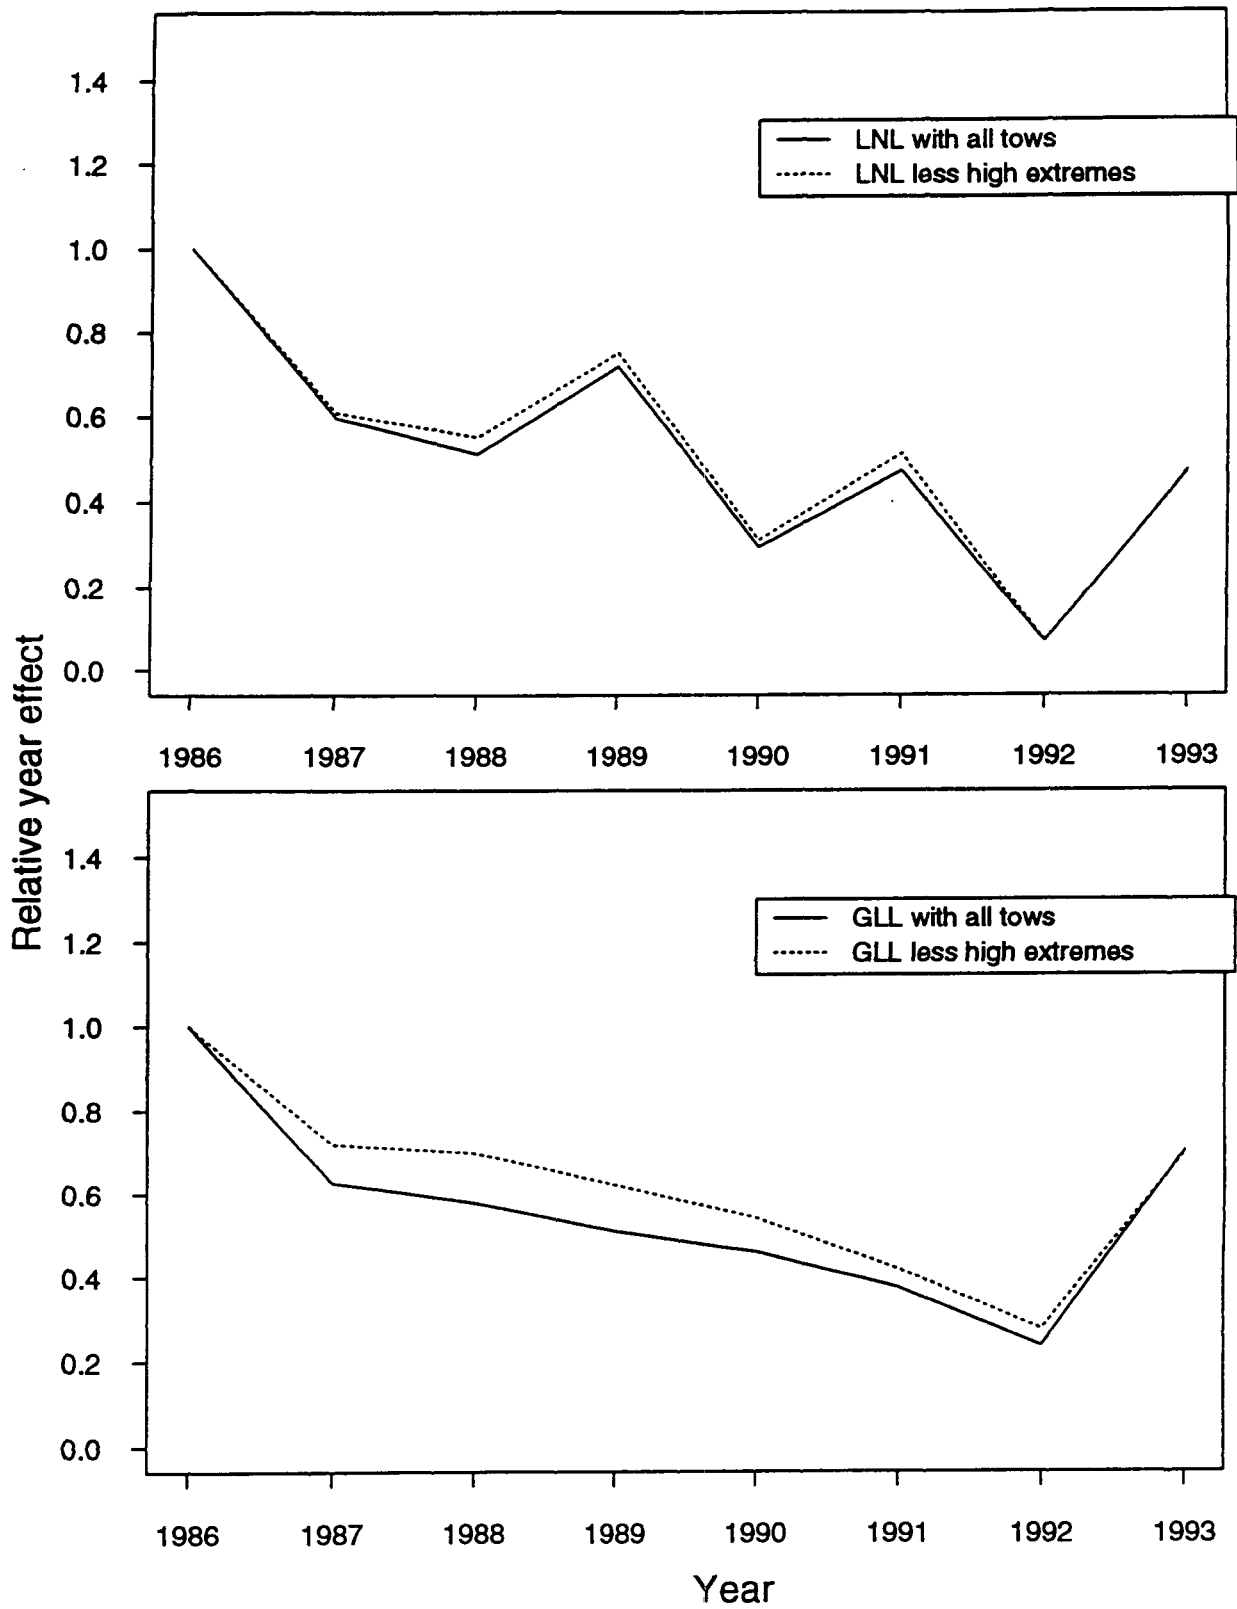 1.4
1.2
1.0
0.8
0.6
0.4
0.2
0.0
LNL with all tows
LNL less high extremes
1986 1987 1988 1989 1990 1991 1992 1993
Relative year effect
1.4
1.2
1.0
0.8
0.6
0.4
0.2
0.0
GLL with all tows
GLL less high extremes
1986 1987 1988 1989 1990 1991 1992 1993
Year